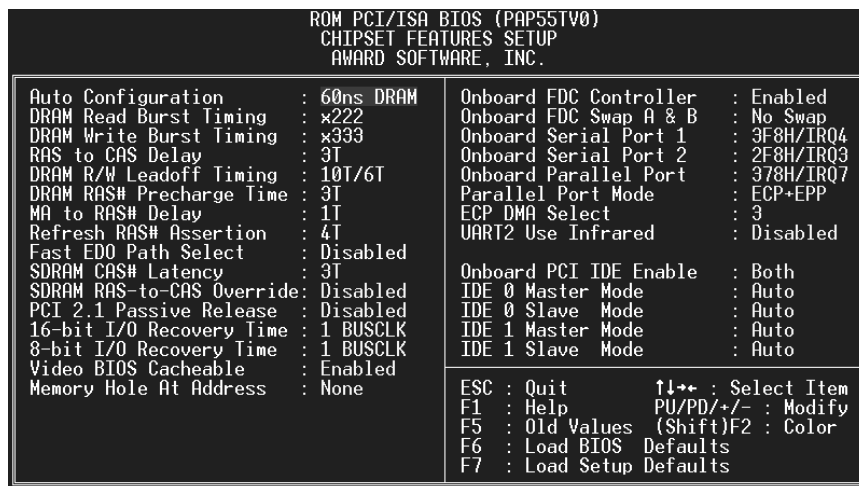 ROM PCI/ISA BIOS (PAP55TV0)
CHIPSET FEATURES SETUP
AWARD SOFTWARE, INC.
Auto Configuration : 60ns DRAM
DRAM Read Burst Timing : x222
DRAM Write Burst Timing : x333
RAS to CAS Delay : 3T
DRAM R/W Leadoff Timing : 10T/6T
DRAM RAS# Precharge Time : 3T
MA to RAS# Delay : 1T
Refresh RAS# Assertion : 4T
Fast EDO Path Select : Disabled
SDRAM CAS# Latency : 3T
SDRAM RAS-to-CAS Override: Disabled
PCI 2.1 Passive Release : Disabled
16-bit I/O Recovery Time : 1 BUSCLK
8-bit I/O Recovery Time : 1 BUSCLK
Video BIOS Cacheable : Enabled
Memory Hole At Address : None
Onboard FDC Controller : Enabled
Onboard FDC Swap A & B : No Swap
Onboard Serial Port 1 : 3F8H/IRQ4
Onboard Serial Port 2 : 2F8H/IRQ3
Onboard Parallel Port : 378H/IRQ7
Parallel Port Mode : ECP+EPP
ECP DMA Select : 3
UART2 Use Infrared : Disabled
Onboard PCI IDE Enable : Both
IDE 0 Master Mode : Auto
IDE 0 Slave Mode : Auto
IDE 1 Master Mode : Auto
IDE 1 Slave Mode : Auto
ESC : Quit ↑↓→← : Select Item
F1 : Help PU/PD/+/- : Modify
F5 : Old Values (Shift)F2 : Color
F6 : Load BIOS Defaults
F7 : Load Setup Defaults